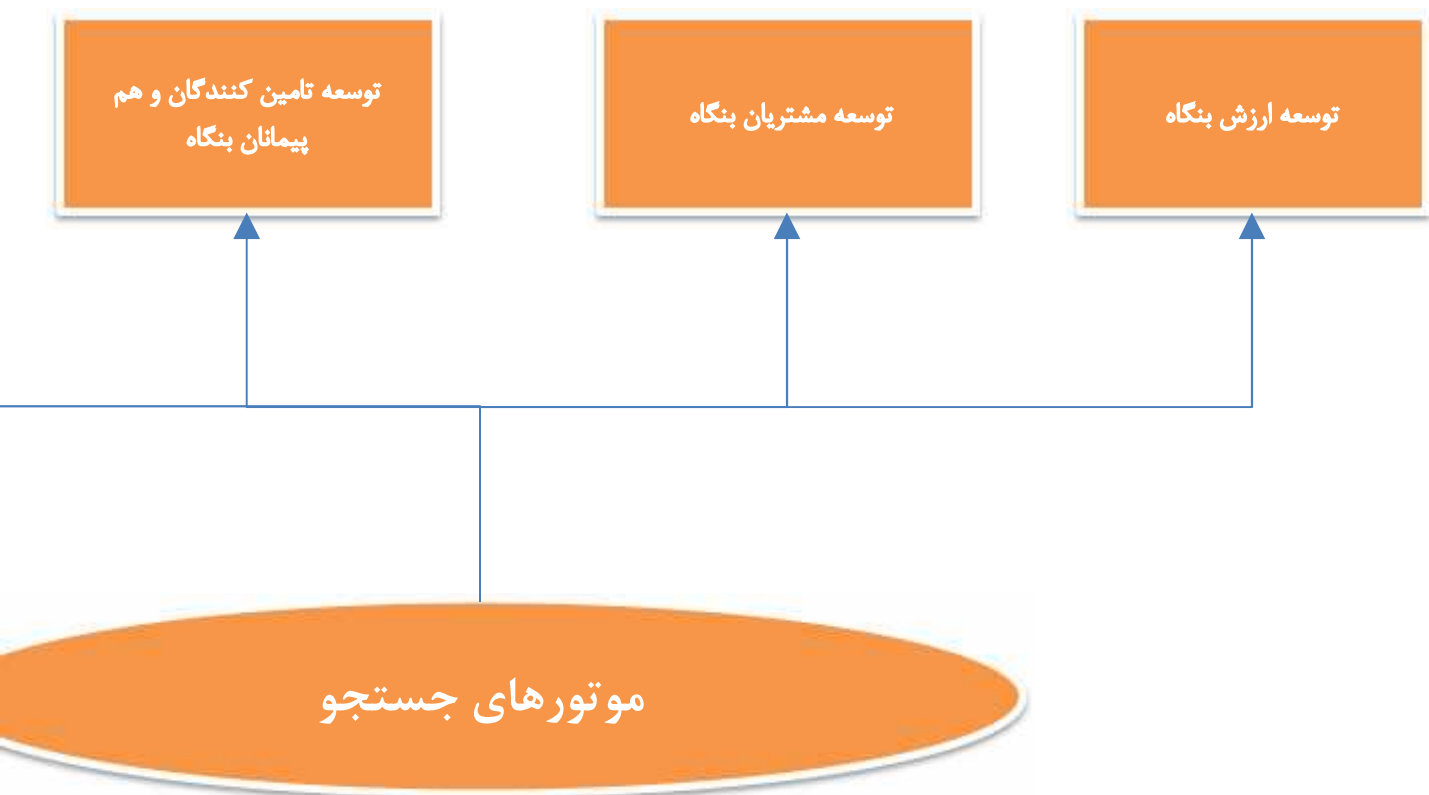 توسعه ارزش بنگاه
توسعه مشتریان بنگاه
توسعه تامین کنندگان و هم
پیمانان بنگاه
موتورهای جستجو